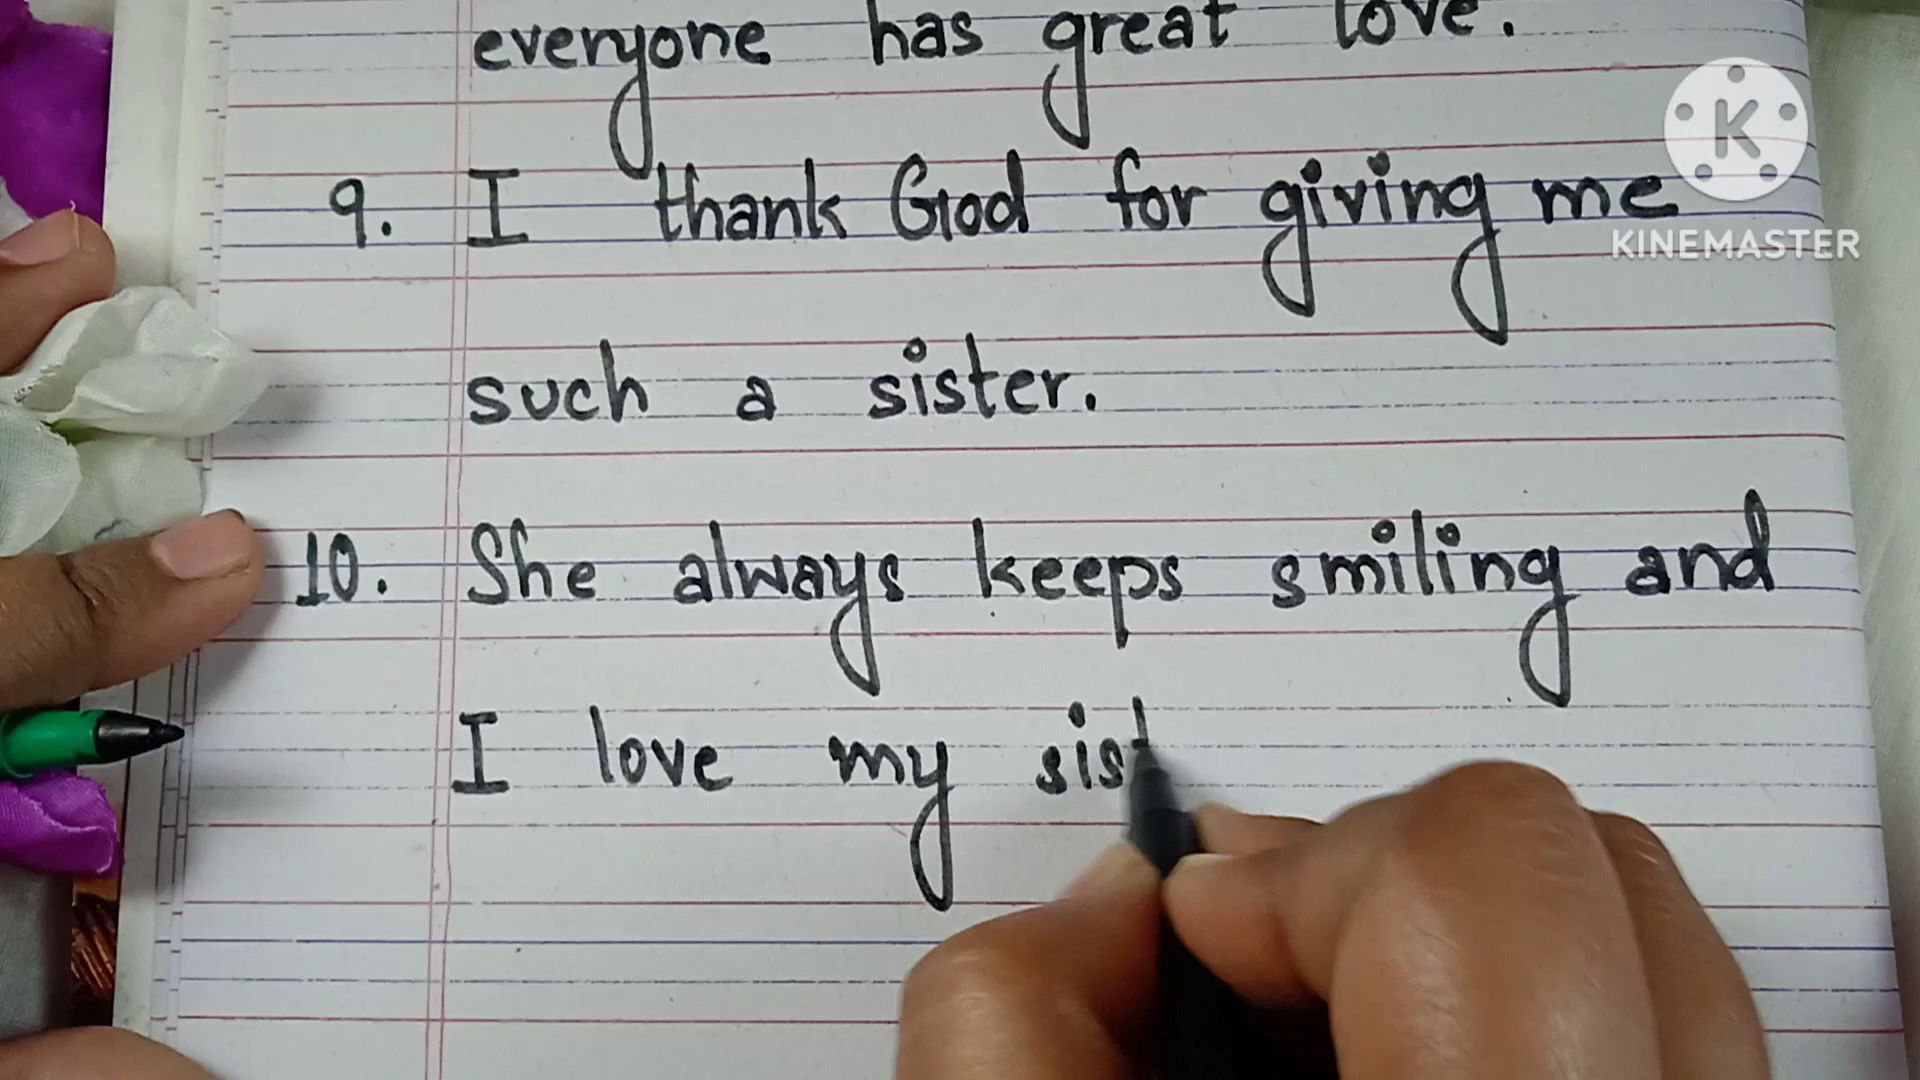 everyone has great love.
9. I thank God for giving me
such a sister.
10. She always keeps smiling and
I love my sist
K
KINEMASTER